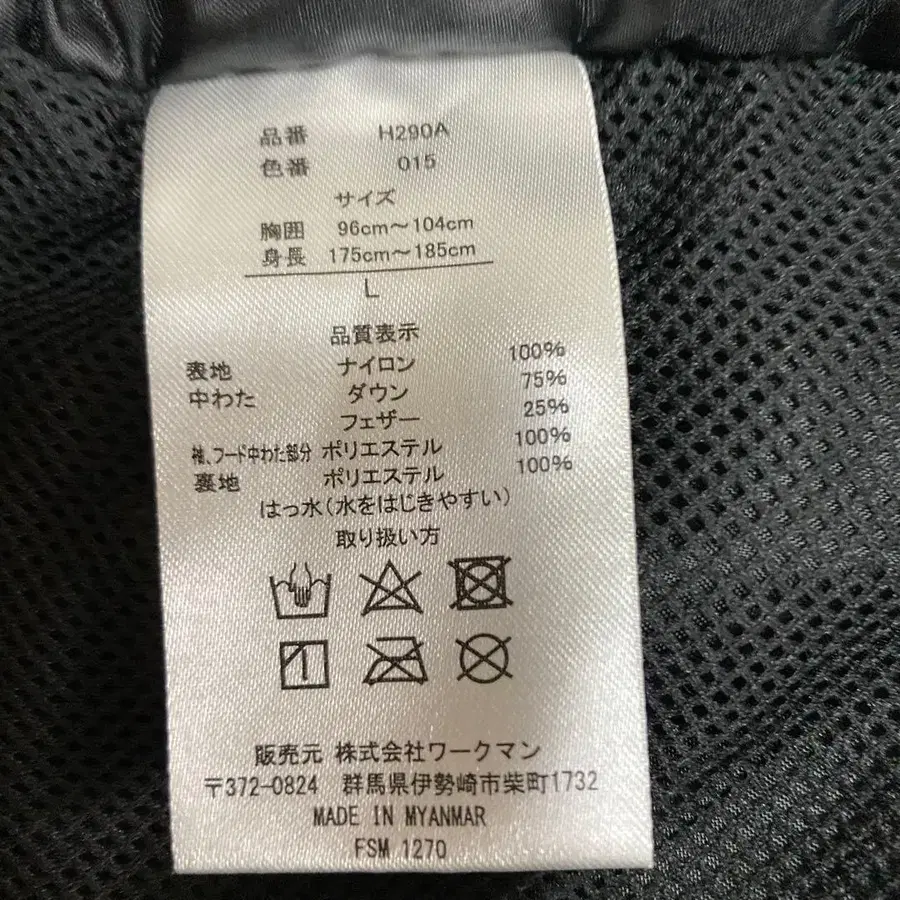 品番 H290A
色番 015
サイズ
胸囲 96cm～104cm
身長 175cm～185cm
L
品質表示
表地 ナイロン 100%
中わた ダウン 75%
フェザー 25%
袖、フード中わた部分 ポリエステル 100%
裏地 ポリエステル 100%
はっ水(水をはじきやすい)
取り扱い方
販売元 株式会社ワークマン
〒372-0824 群馬県伊勢崎市柴町1732
MADE IN MYANMAR
FSM 1270